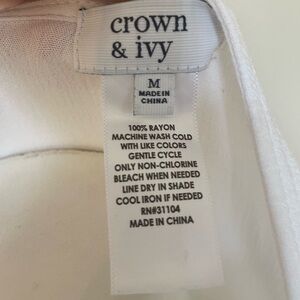 crown
& ivy
M
MADE IN
CHINA
100% RAYON
MACHINE WASH COLD
WITH LIKE COLORS
GENTLE CYCLE
ONLY NON-CHLORINE
BLEACH WHEN NEEDED
LINE DRY IN SHADE
COOL IRON IF NEEDED
RN#31104
MADE IN CHINA